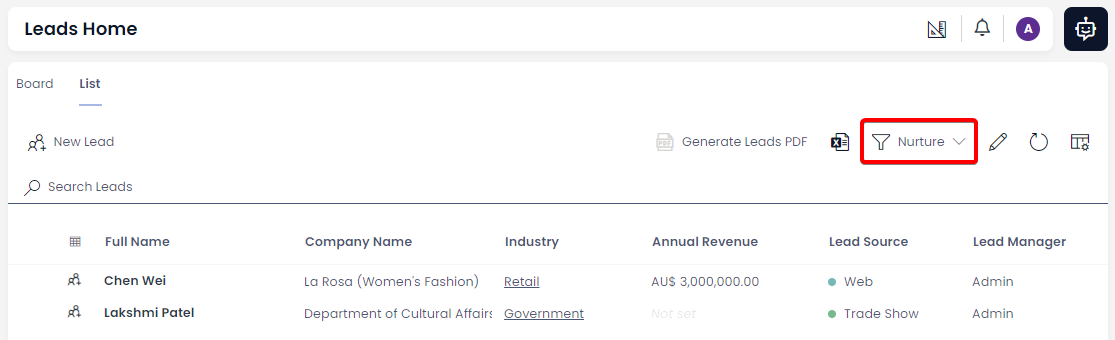 Leads Home
A
Board List
New Lead
PDF Generate Leads PDF
X
Nurture
Search Leads
Full Name Company Name Industry Annual Revenue Lead Source Lead Manager
Chen Wei La Rosa (Women's Fashion) Retail AU$ 3,000,000.00 Web Admin
Lakshmi Patel Department of Cultural Affairs Government Not set Trade Show Admin